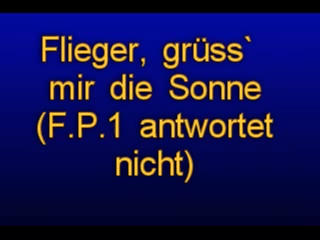 Flieger, grüss`
mir die Sonne
(F.P.1 antwortet
nicht)